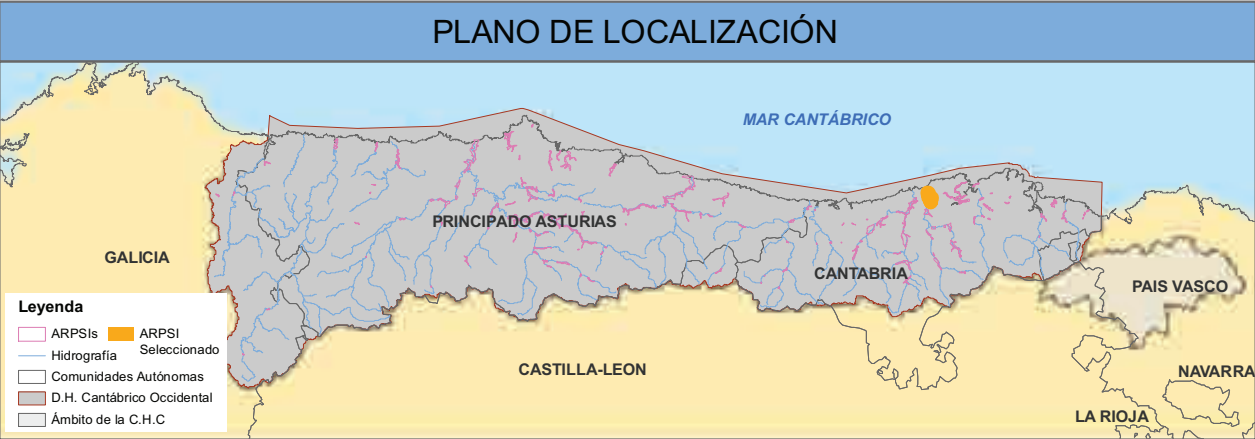 PLANO DE LOCALIZACIÓN
MAR CANTÁBRICO
PRINCIPADO ASTURIAS
GALICIA
CANTABRIA
PAIS VASCO
CASTILLA-LEON
NAVARRA
LA RIOJA
Leyenda
ARPSIs
ARPSI
Seleccionado
Hidrografía
Comunidades Autónomas
D.H. Cantábrico Occidental
Ámbito de la C.H.C